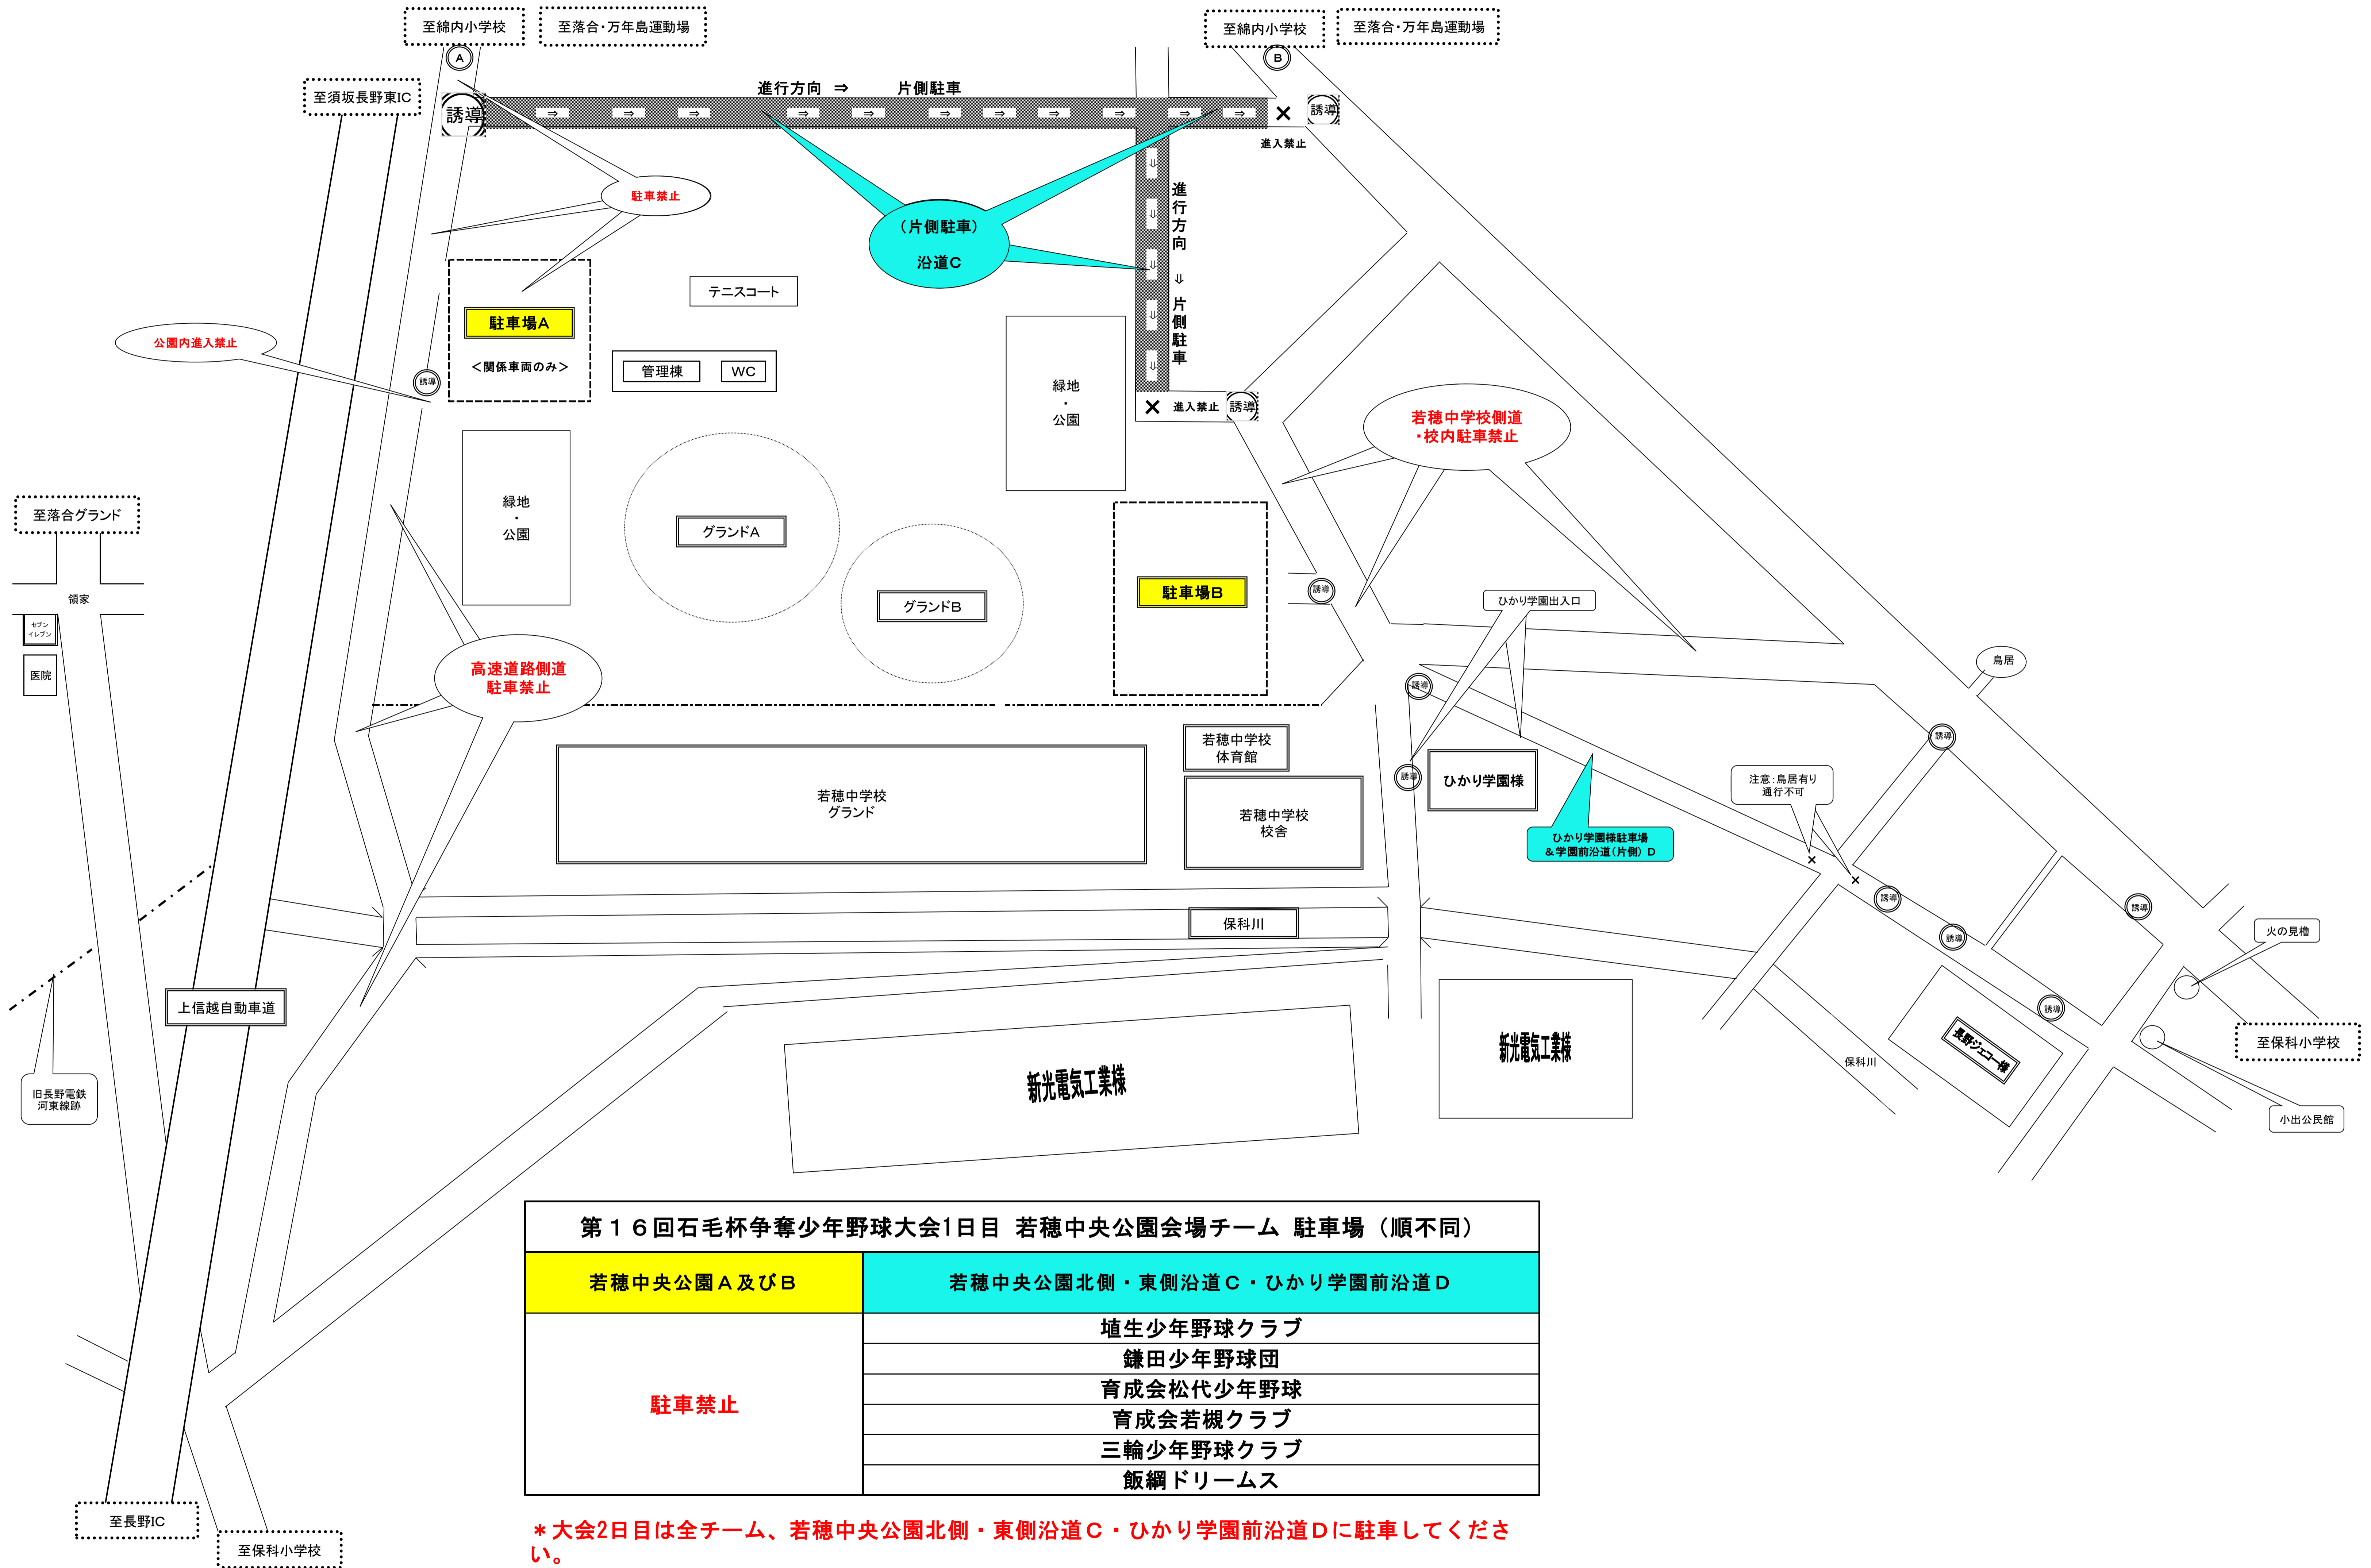 至綿内小学校
至落合・万年島運動場
至綿内小学校
至落合・万年島運動場
A
B
至須坂長野東IC
進行方向 ⇒ 片側駐車
誘導
⇒ ⇒ ⇒ ⇒ ⇒ ⇒ ⇒ ⇒ ⇒ ⇒ ⇒
×
誘導
進入禁止
駐車禁止
（片側駐車）
沿道C
⇓
⇓
⇓
⇓
⇓
進行方向 ⇓ 片側駐車
テニスコート
駐車場A
＜関係車両のみ＞
公園内進入禁止
誘導
管理棟
WC
緑地
・
公園
× 進入禁止
誘導
若穂中学校側道
・校内駐車禁止
緑地
・
公園
グランドA
グランドB
駐車場B
誘導
ひかり学園出入口
至落合グランド
領家
セブン
イレブン
医院
高速道路側道
駐車禁止
鳥居
誘導
誘導
若穂中学校
体育館
誘導
ひかり学園様
注意：鳥居有り
通行不可
若穂中学校
グランド
若穂中学校
校舎
ひかり学園様駐車場
＆学園前沿道（片側）D
×
×
誘導
誘導
誘導
保科川
火の見櫓
上信越自動車道
誘導
新光電気工業様
新光電気工業様
長野ジェコー様
保科川
至保科小学校
旧長野電鉄
河東線跡
小出公民館
第１６回石毛杯争奪少年野球大会1日目 若穂中央公園会場チーム 駐車場（順不同）
若穂中央公園Ａ及びＢ
若穂中央公園北側・東側沿道Ｃ・ひかり学園前沿道Ｄ
駐車禁止
埴生少年野球クラブ
鎌田少年野球団
育成会松代少年野球
育成会若槻クラブ
三輪少年野球クラブ
飯綱ドリームス
至長野IC
至保科小学校
＊大会2日目は全チーム、若穂中央公園北側・東側沿道Ｃ・ひかり学園前沿道Ｄに駐車してくださ
い。